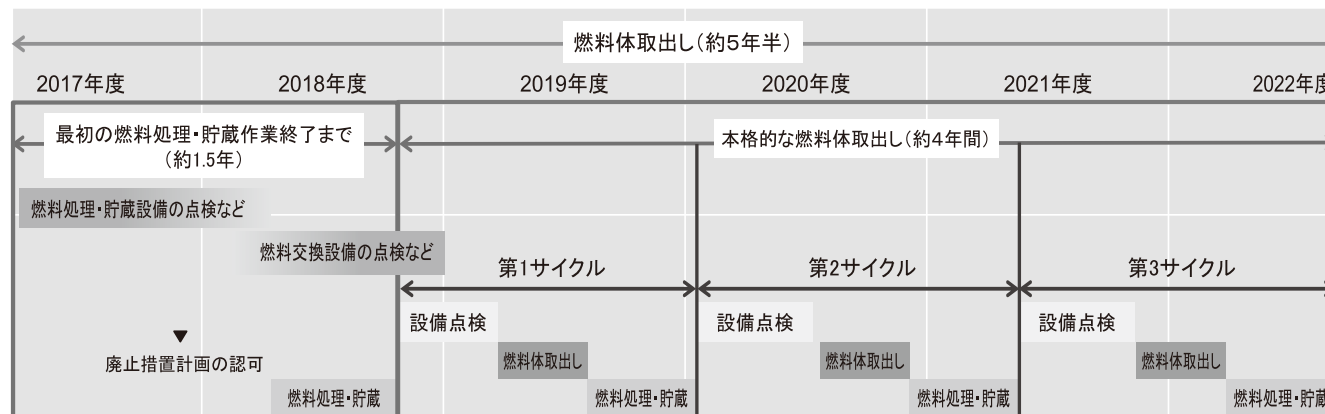 燃料体取出し（約5年半）
2017年度 2018年度 2019年度 2020年度 2021年度 2022年度
最初の燃料処理・貯蔵作業終了まで
（約1.5年）
本格的な燃料体取出し（約4年間）
燃料処理・貯蔵設備の点検など
燃料交換設備の点検など
第1サイクル 第2サイクル 第3サイクル
設備点検 設備点検 設備点検
▼
廃止措置計画の認可
燃料体取出し 燃料体取出し 燃料体取出し
燃料処理・貯蔵 燃料処理・貯蔵 燃料処理・貯蔵 燃料処理・貯蔵